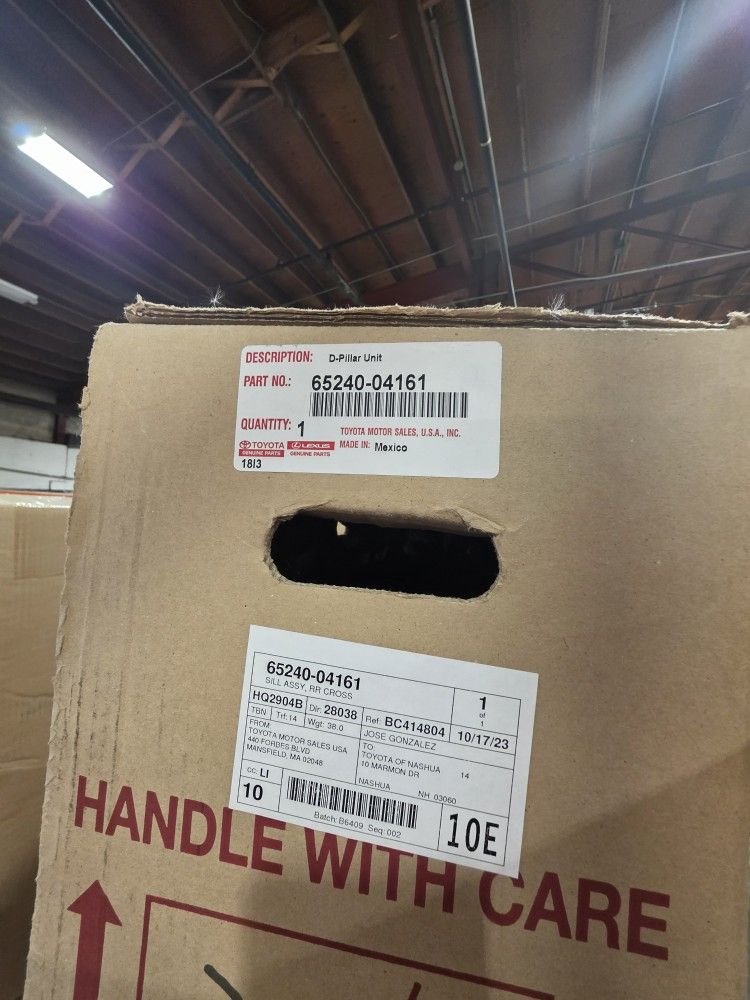 DESCRIPTION: D-Pillar Unit
PART NO.: 65240-04161
QUANTITY: 1 TOYOTA MOTOR SALES, U.S.A., INC.
TOYOTA LEXUS MADE IN: Mexico
GENUINE PARTS GENUINE PARTS
18I3
65240-04161
SILL ASSY, RR CROSS
1
of
1
HQ2904B Dlr: 28038 Ref: BC414804 10/17/23
TBN Trf: 14 Wgt: 38.0 JOSE GONZALEZ
FROM:
TOYOTA MOTOR SALES USA
440 FORBES BLVD
MANSFIELD, MA 02048
TO:
TOYOTA OF NASHUA 14
10 MARMON DR
NASHUA NH 03060
CC: LI
10
Batch: B6409 Seq: 002
10E
HANDLE WITH CARE